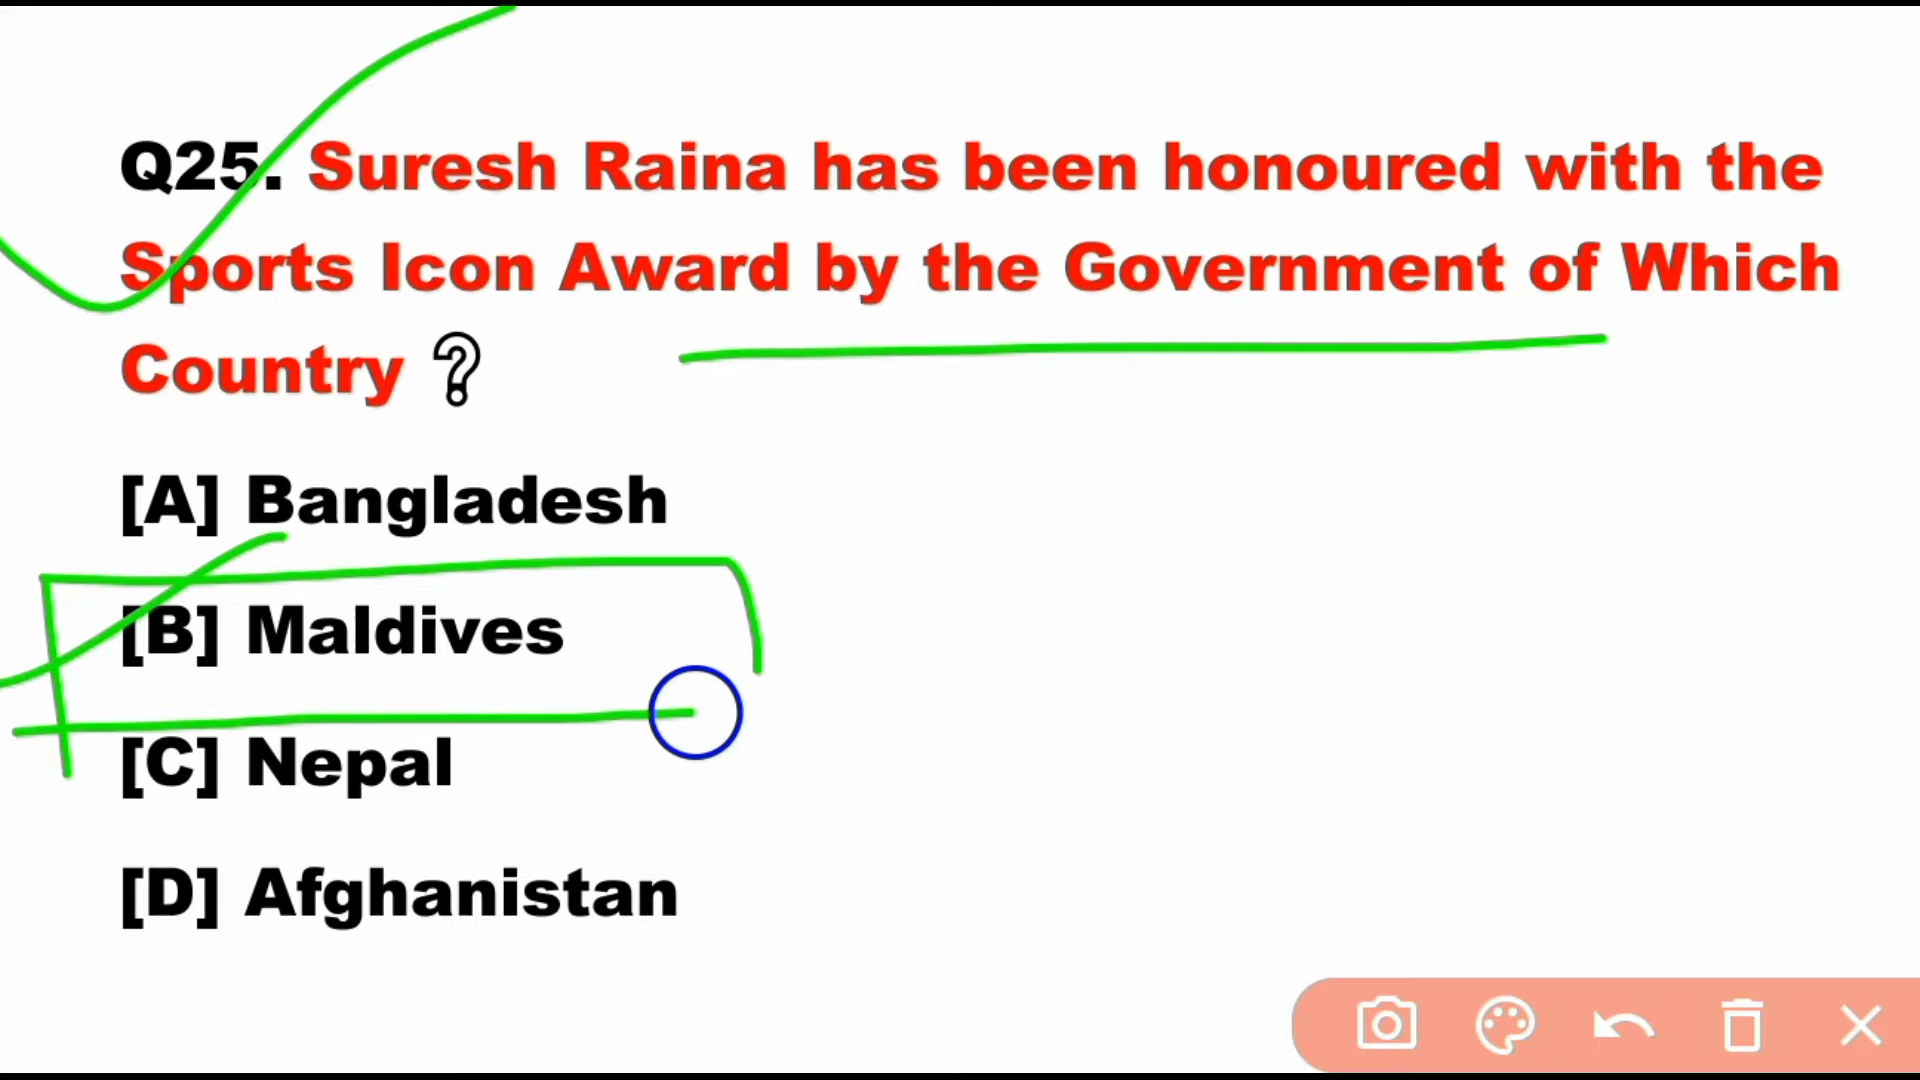 Q25. Suresh Raina has been honoured with the
Sports Icon Award by the Government of Which
Country ?
[A] Bangladesh
[B] Maldives
[C] Nepal
[D] Afghanistan